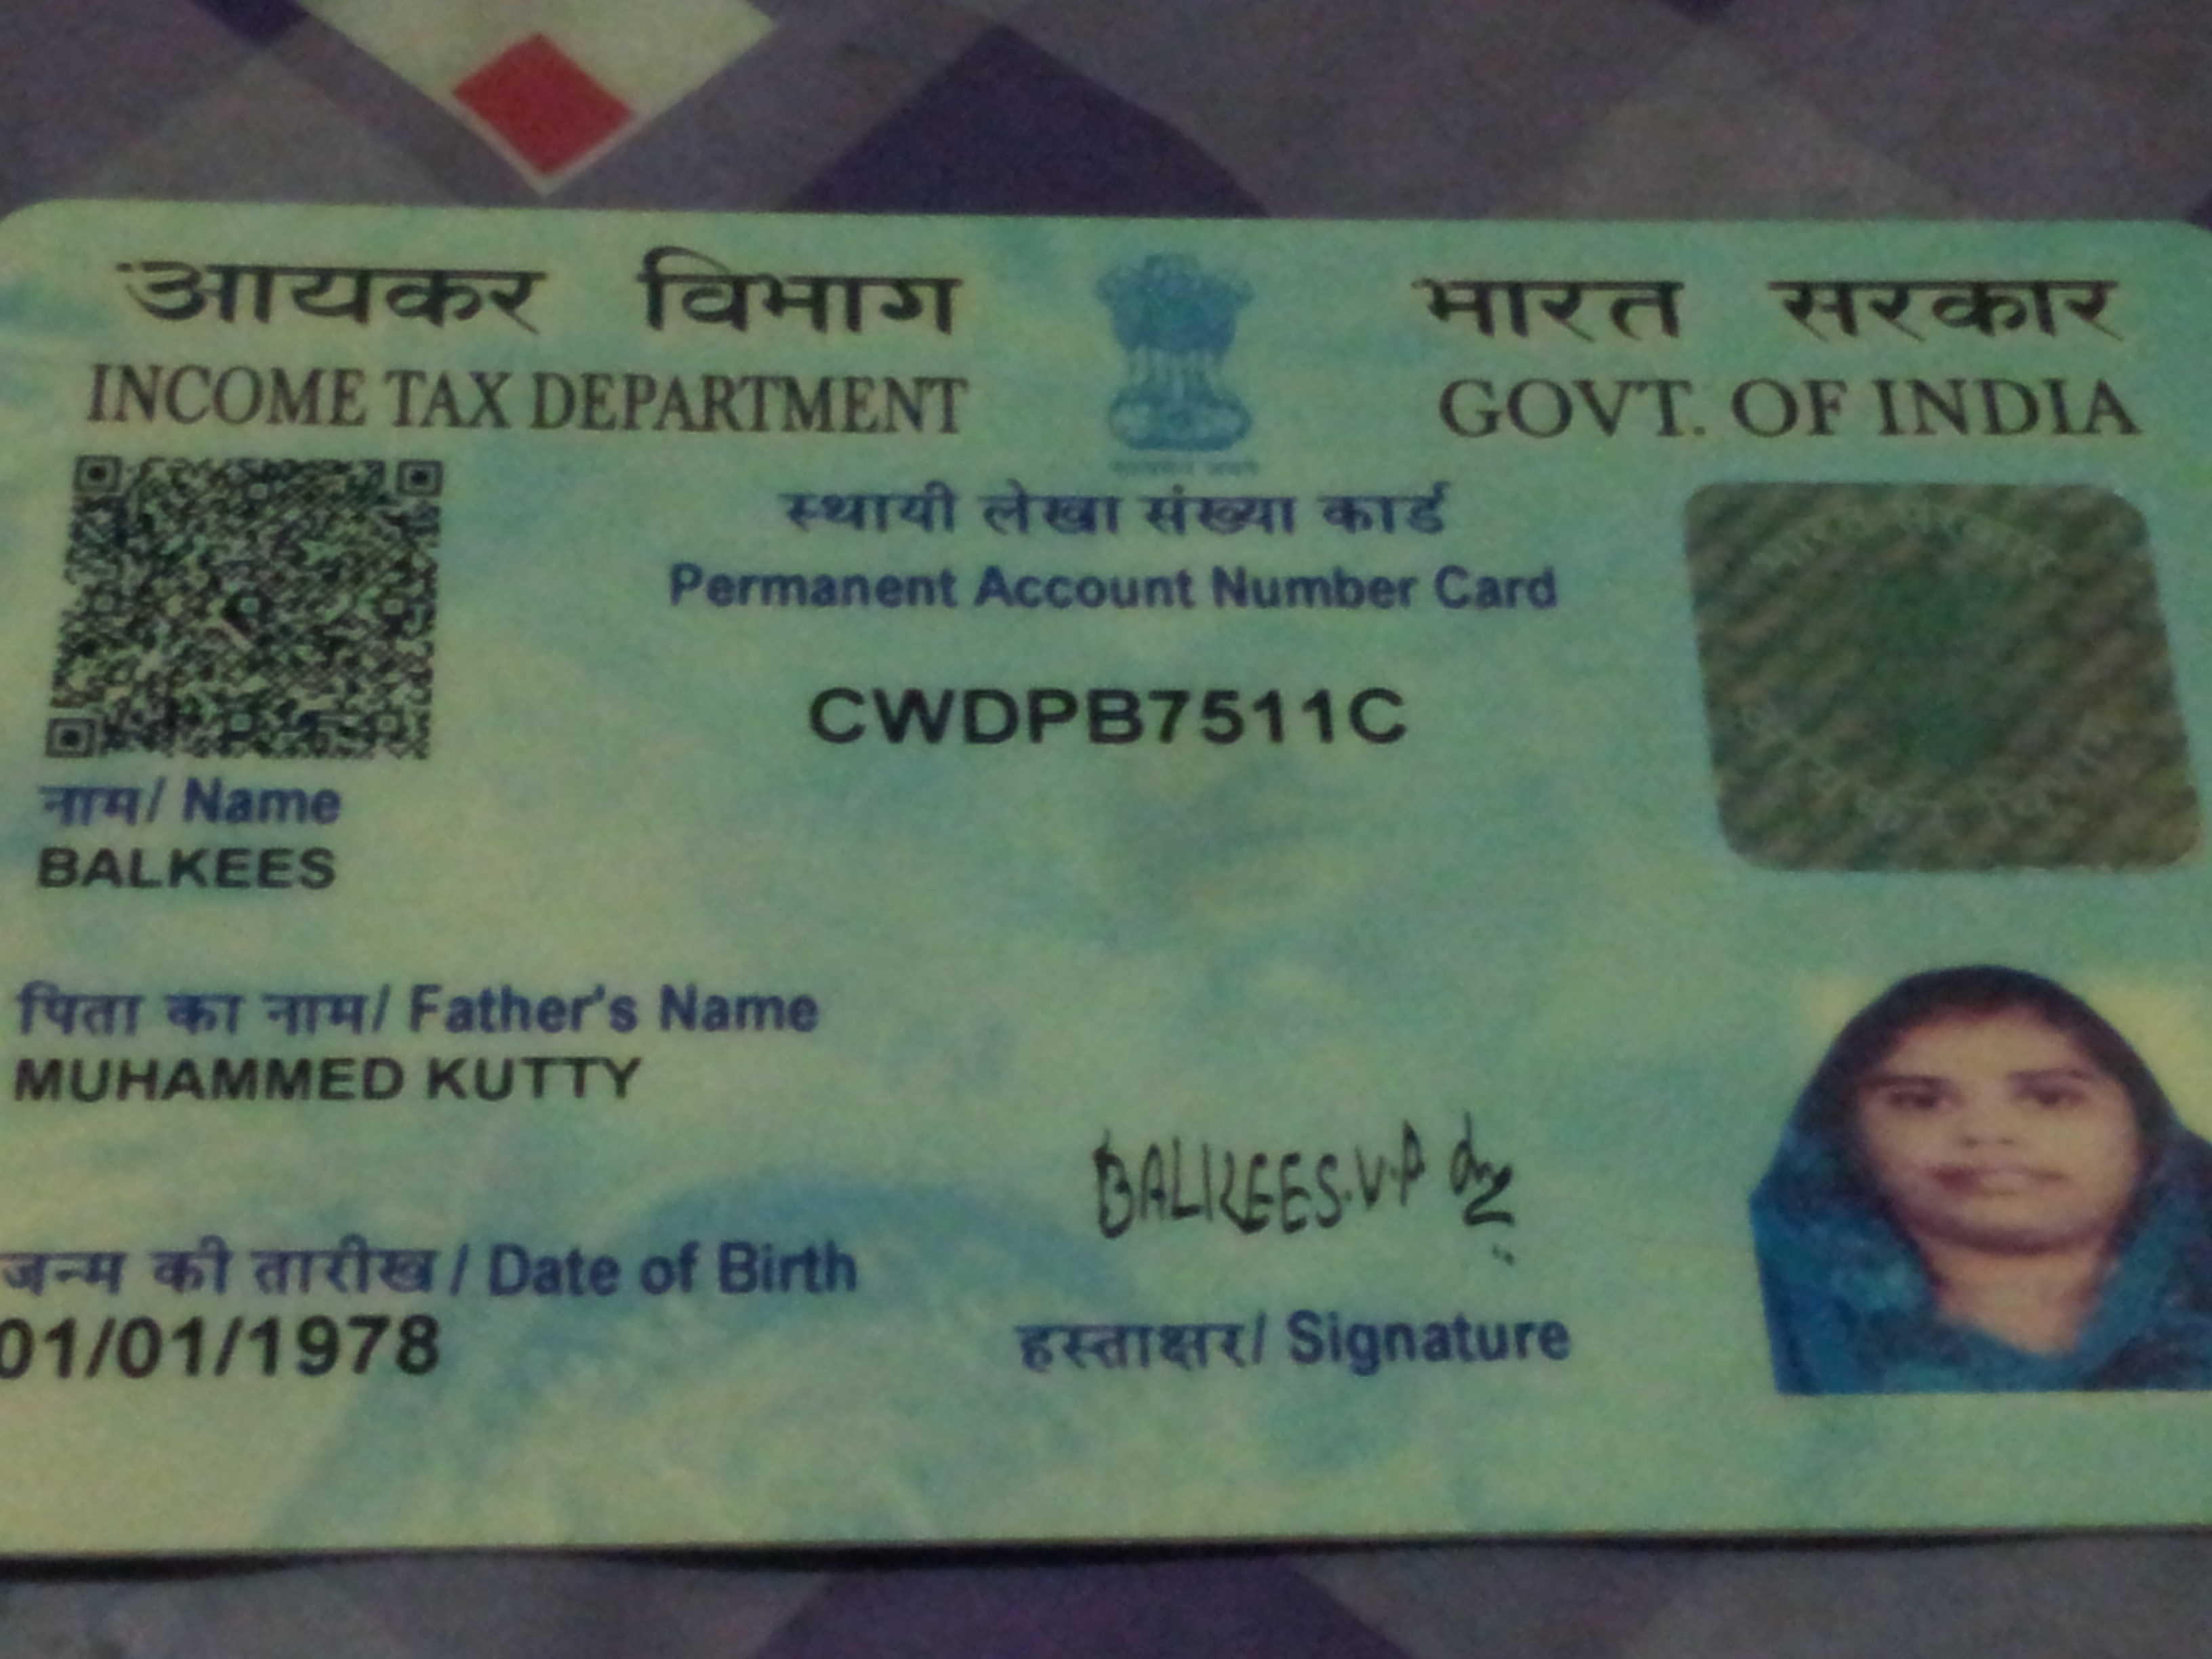 आयकर विभाग
INCOME TAX DEPARTMENT
भारत सरकार
GOVT. OF INDIA
स्थायी लेखा संख्या कार्ड
Permanent Account Number Card
CWDPB7511C
नाम/ Name
BALKEES
पिता का नाम/ Father's Name
MUHAMMED KUTTY
जन्म की तारीख / Date of Birth
01/01/1978
BALKEES.V.P
हस्ताक्षर/ Signature